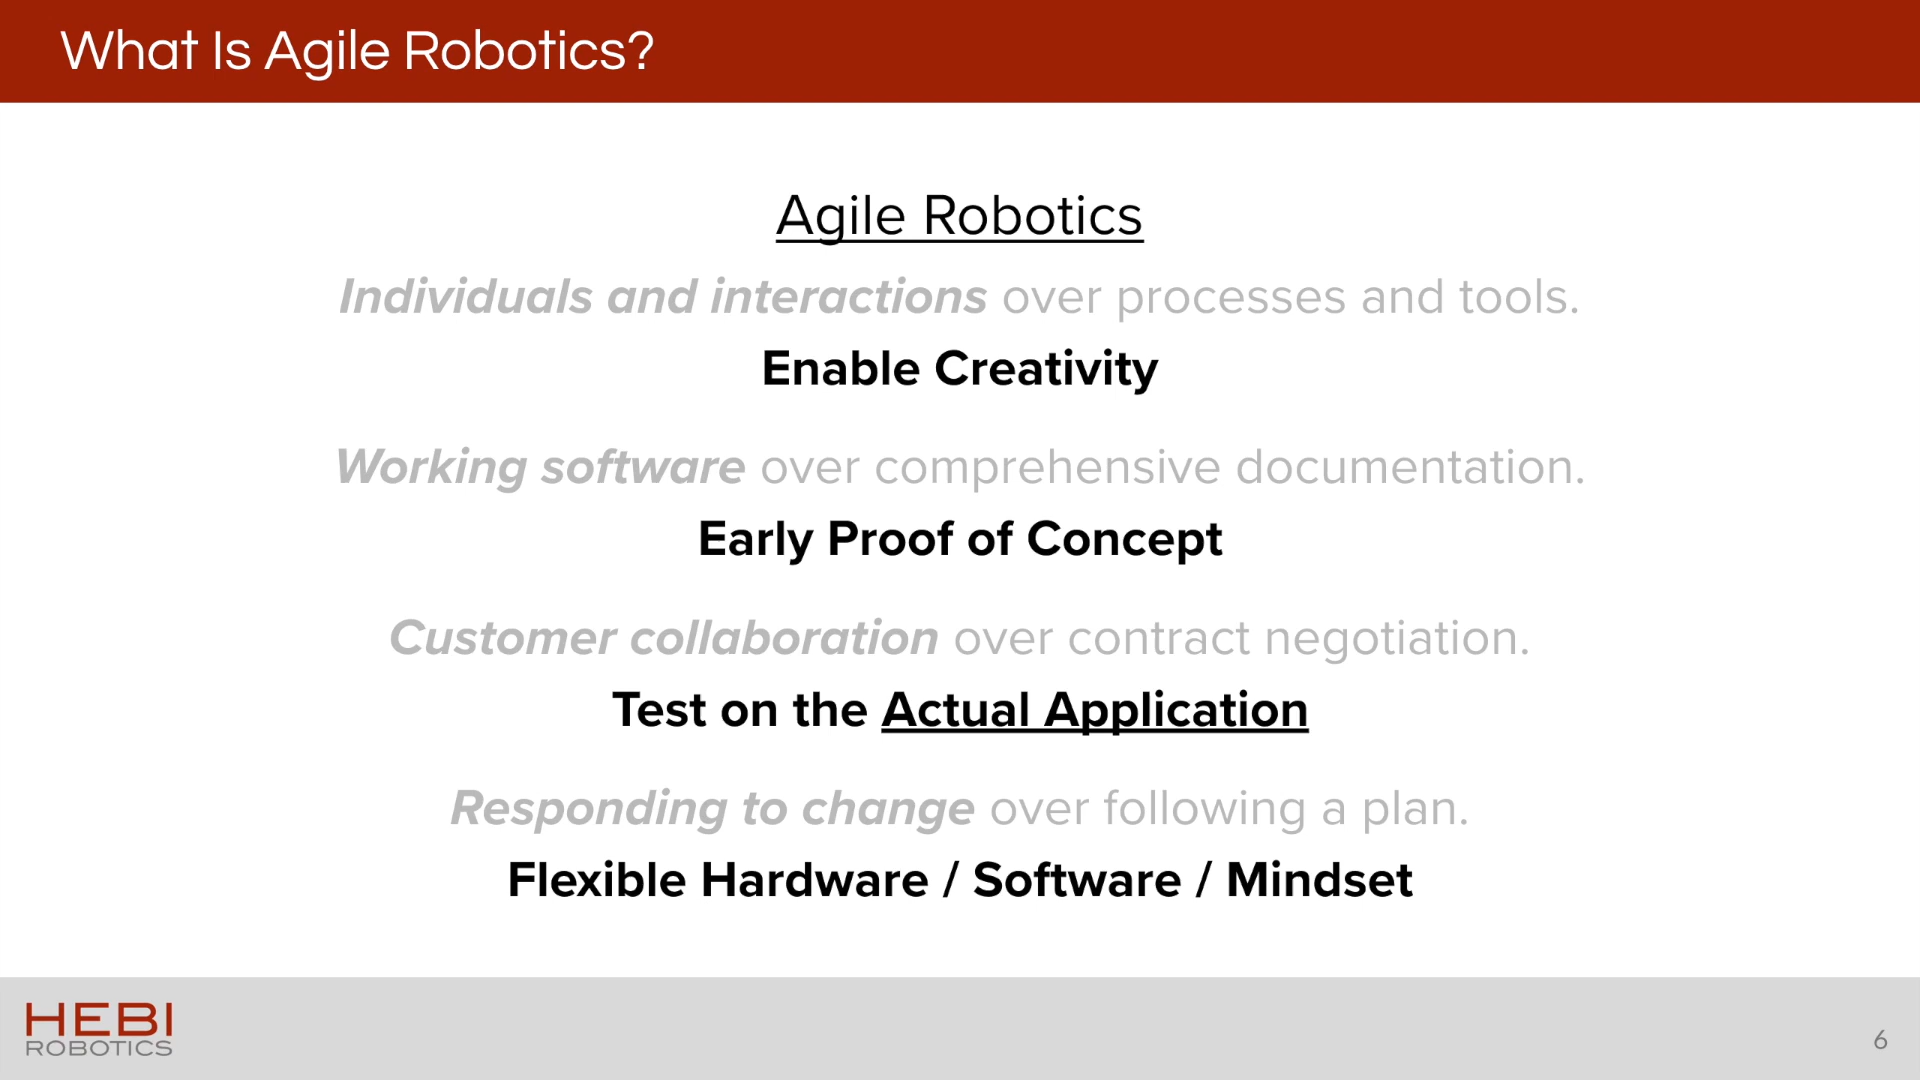 What Is Agile Robotics?
Agile Robotics
Individuals and interactions over processes and tools.
Enable Creativity
Working software over comprehensive documentation.
Early Proof of Concept
Customer collaboration over contract negotiation.
Test on the Actual Application
Responding to change over following a plan.
Flexible Hardware / Software / Mindset
HEBI
ROBOTICS
6